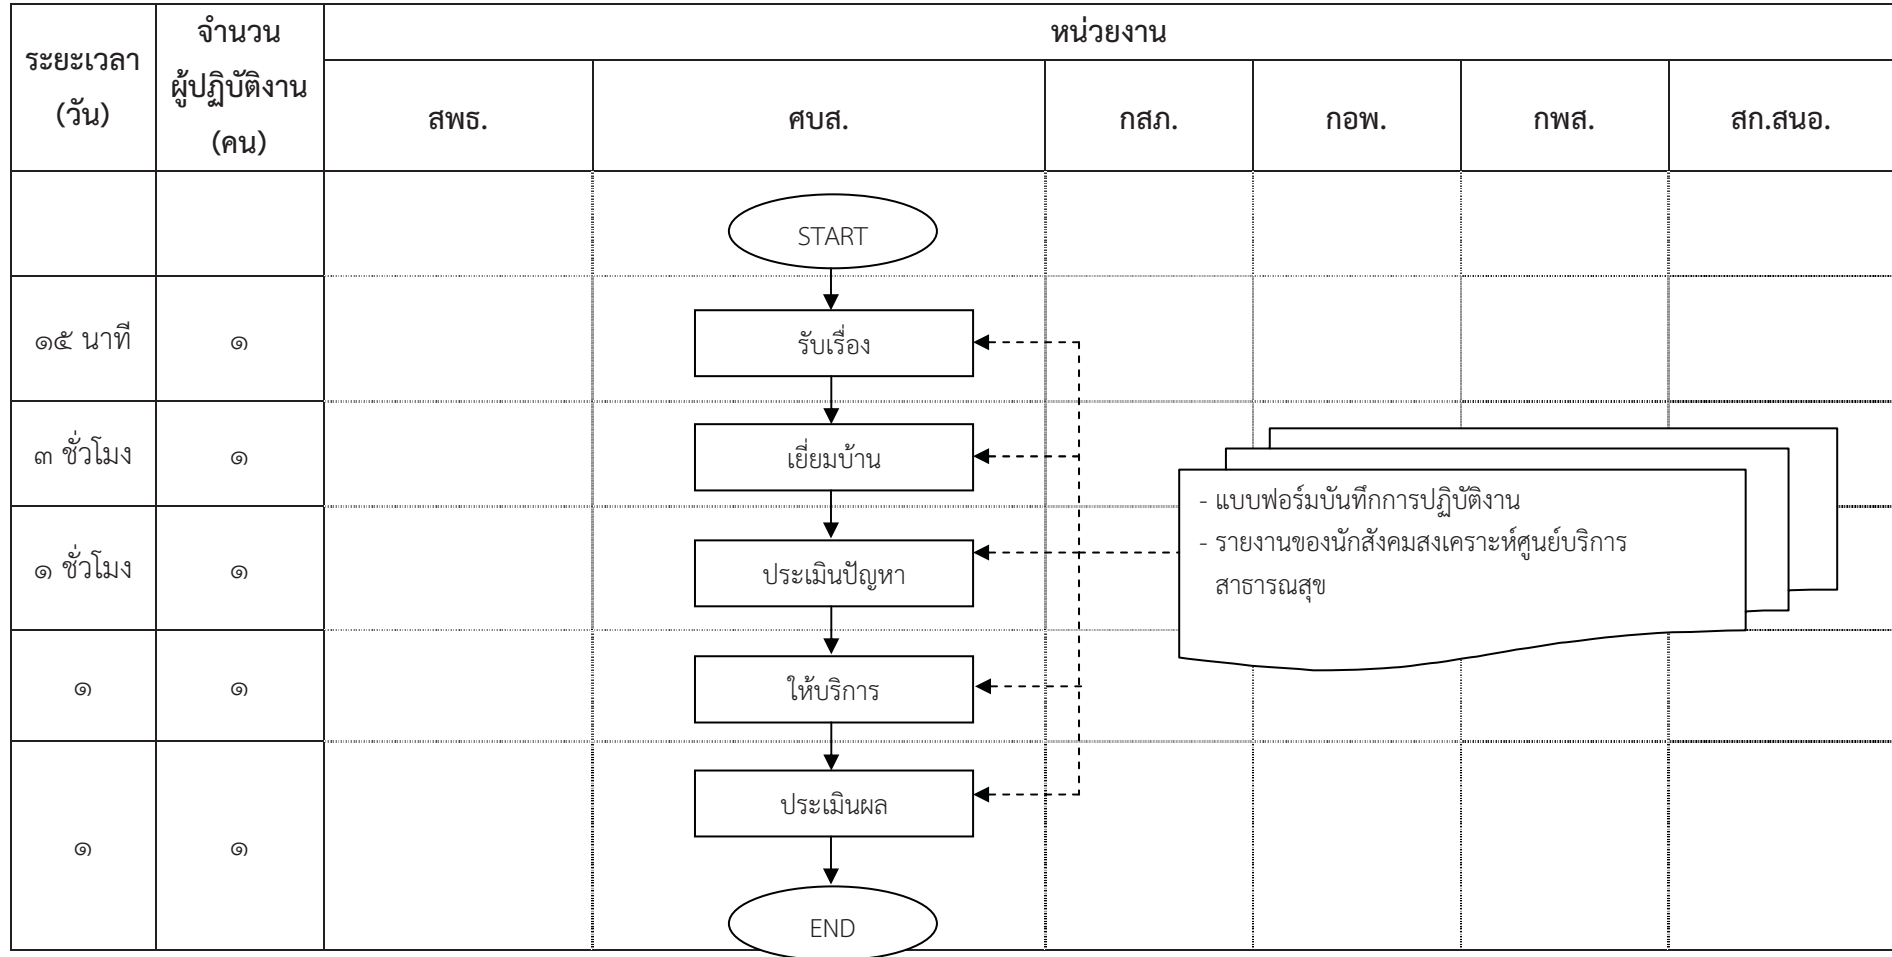 ระยะเวลา
(วัน)
จำนวน
ผู้ปฏิบัติงาน
(คน)
หน่วยงาน
สพธ.
ศบส.
กสภ.
กอพ.
กพส.
สก.สนอ.
START
๑๕ นาที
๑
รับเรื่อง
๓ ชั่วโมง
๑
เยี่ยมบ้าน
- แบบฟอร์มบันทึกการปฏิบัติงาน
- รายงานของนักสังคมสงเคราะห์ศูนย์บริการ
สาธารณสุข
๑ ชั่วโมง
๑
ประเมินปัญหา
๑
๑
ให้บริการ
ประเมินผล
๑
๑
END